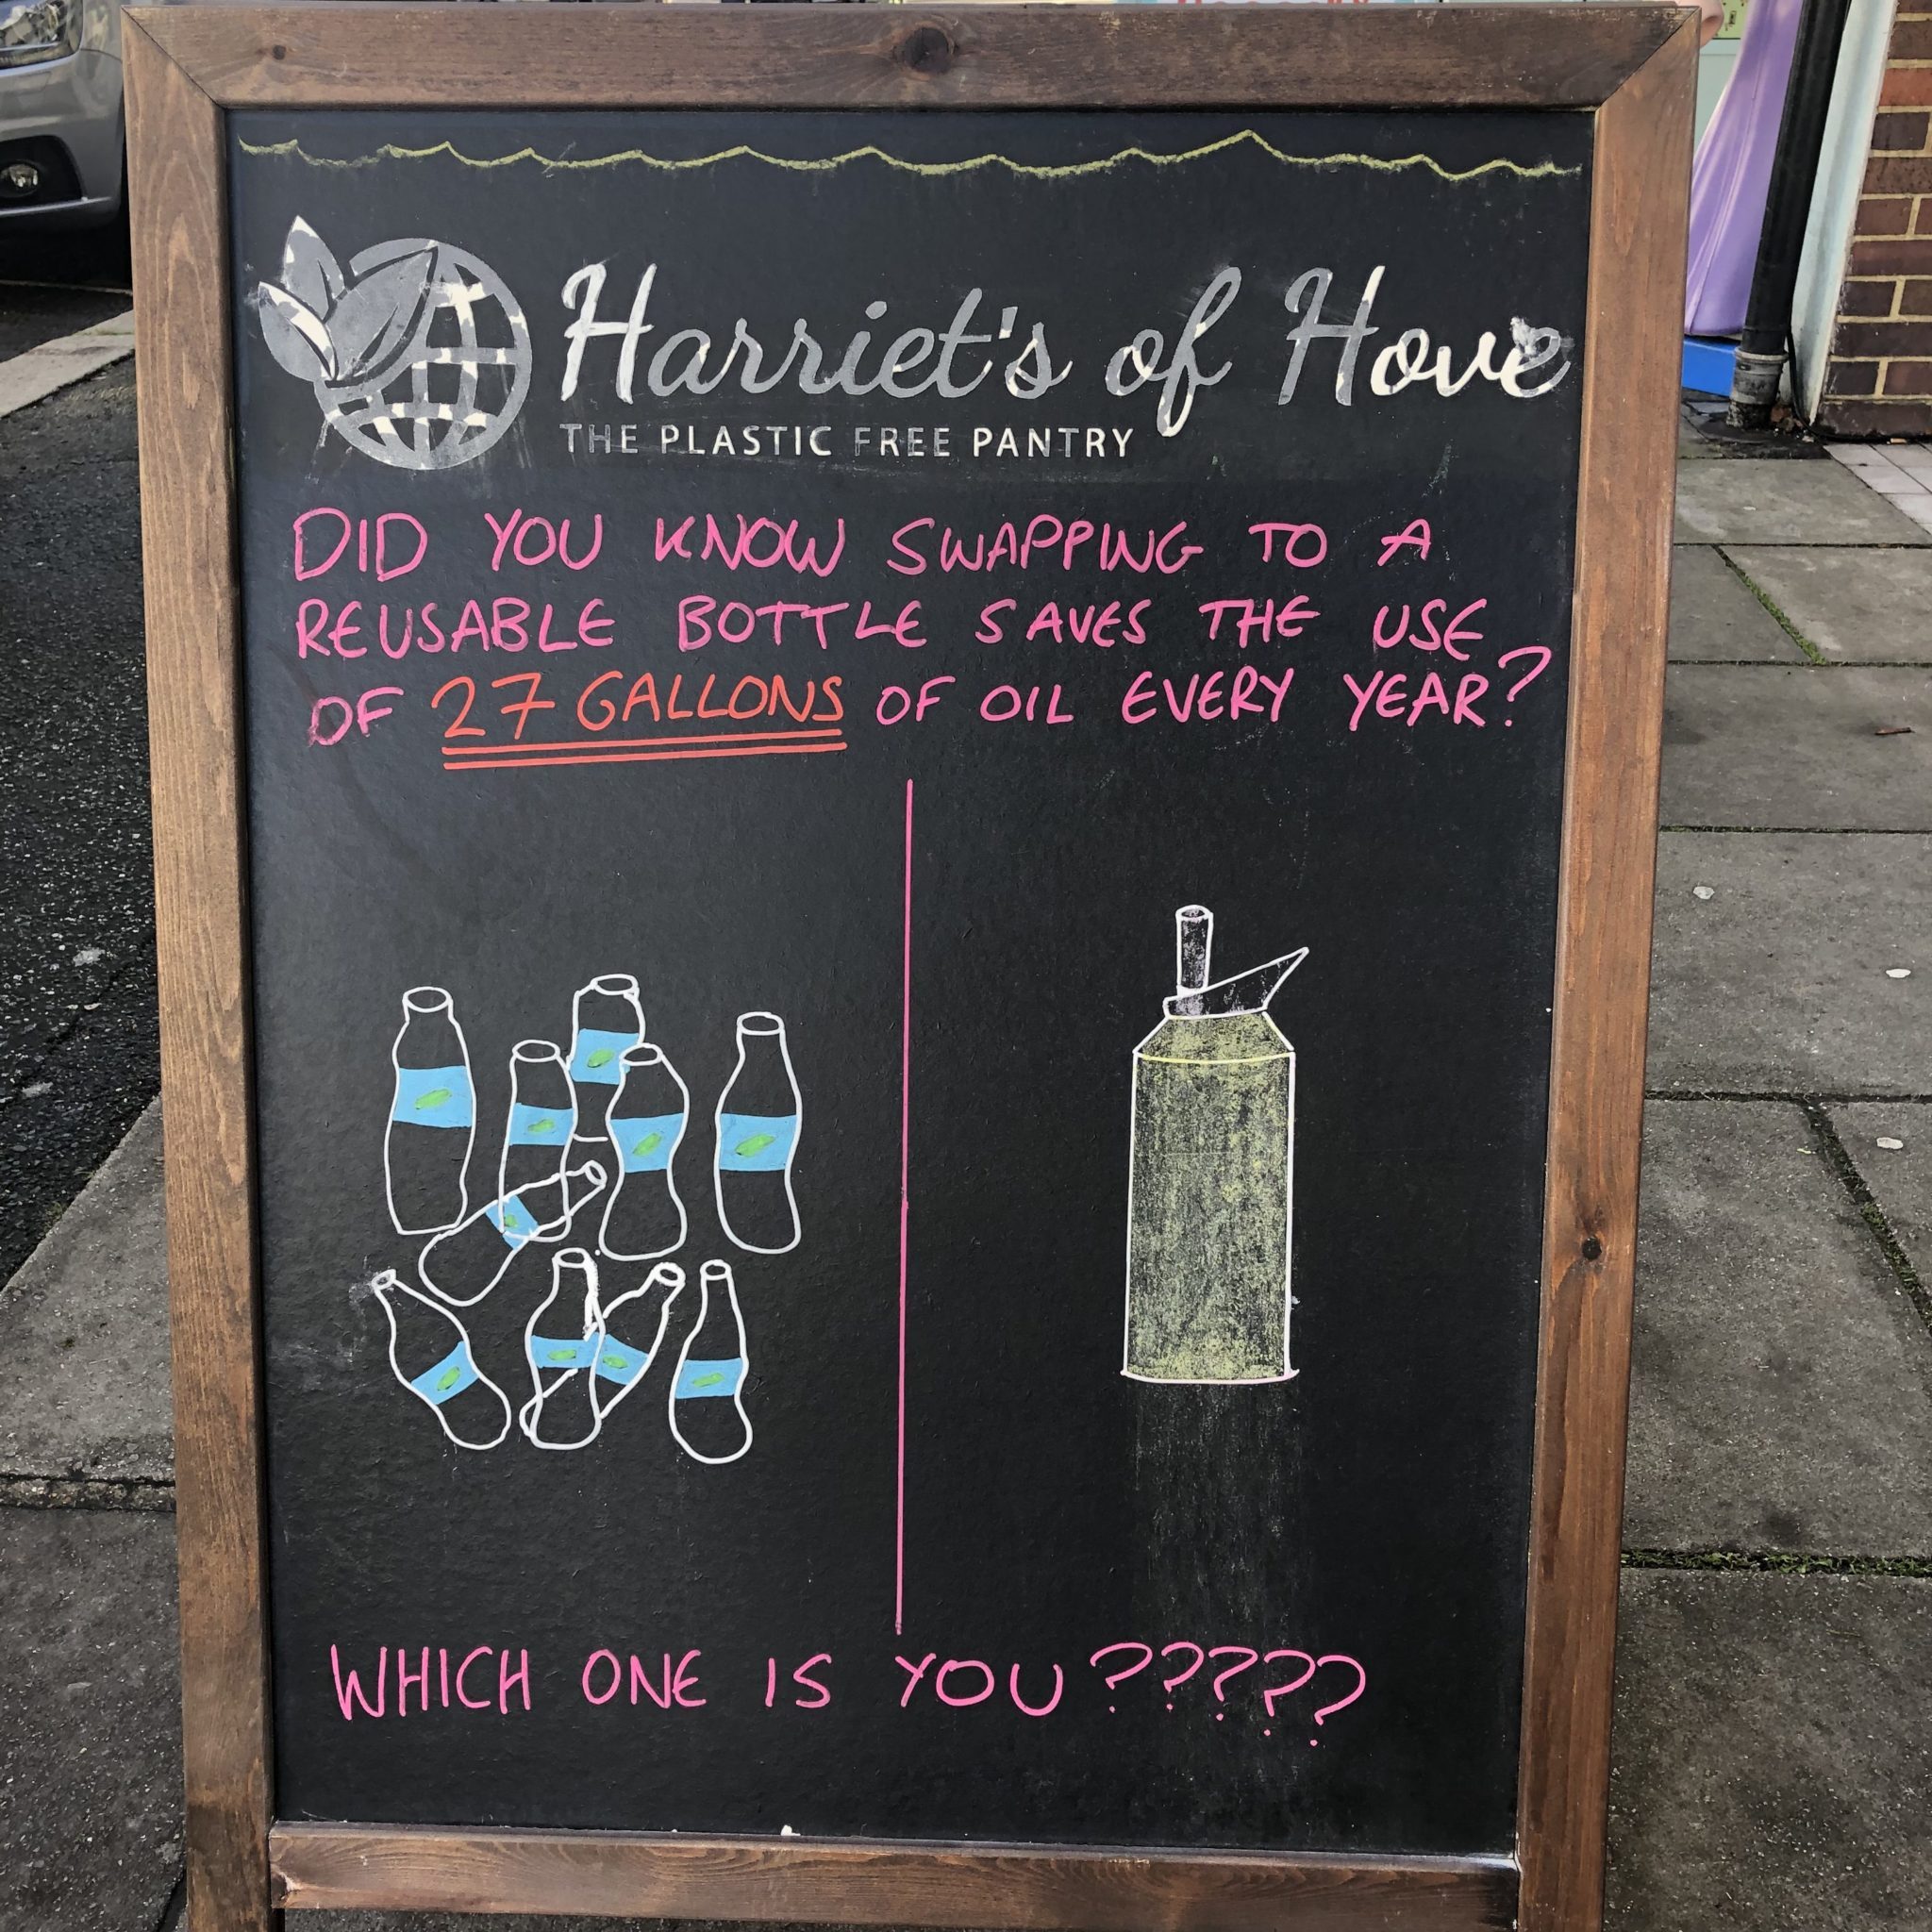 Harriet's of Hove
THE PLASTIC FREE PANTRY
DID YOU KNOW SWAPPING TO A
REUSABLE BOTTLE SAVES THE USE
OF 27 GALLONS OF OIL EVERY YEAR?
WHICH ONE IS YOU?????